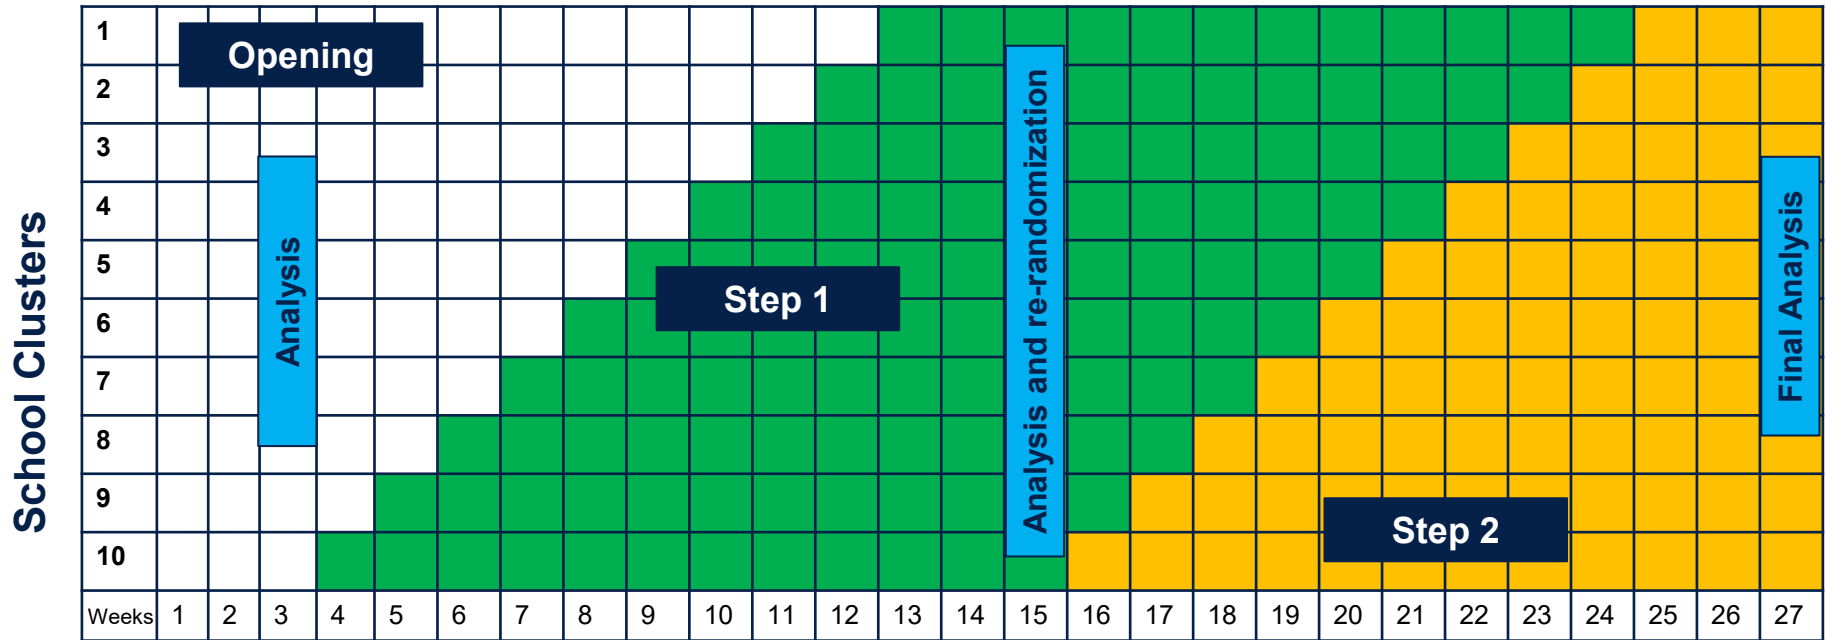 School Clusters
1
Opening
2
3
4
5
6
7
8
9
10
Analysis
Step 1
Analysis and re-randomization
Step 2
Final Analysis
Weeks 1 2 3 4 5 6 7 8 9 10 11 12 13 14 15 16 17 18 19 20 21 22 23 24 25 26 27